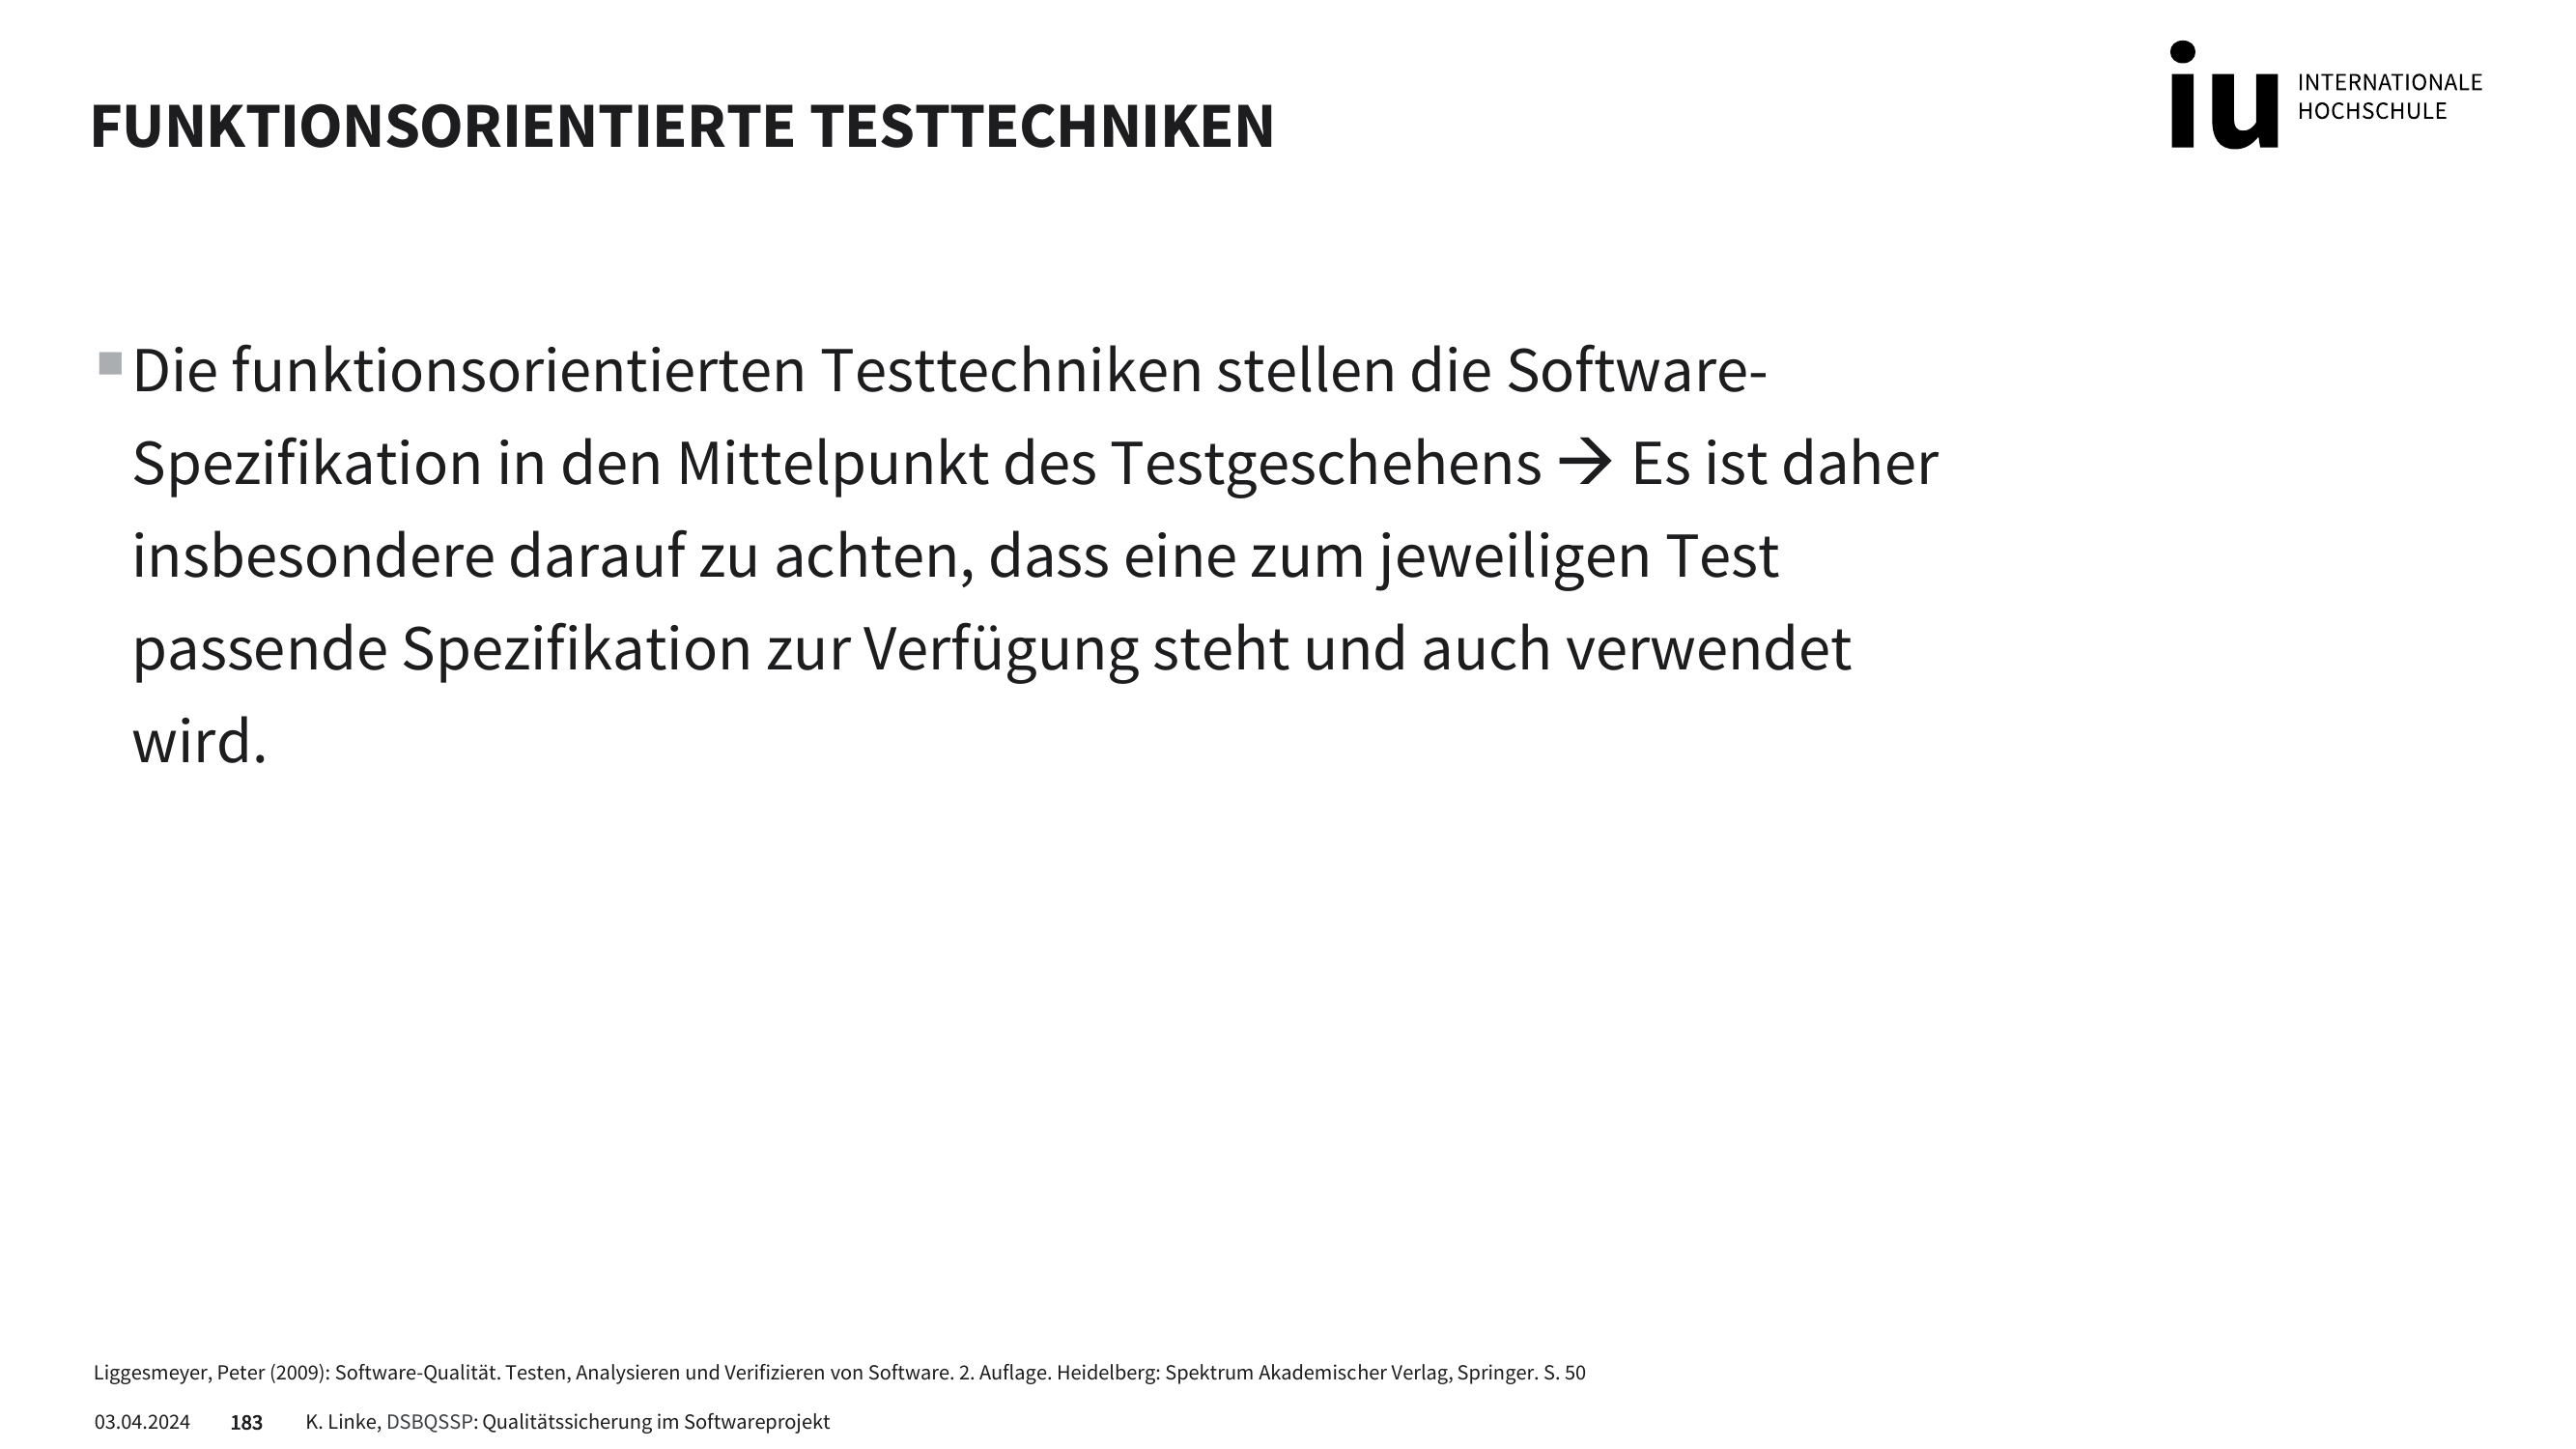 FUNKTIONSORIENTIERTE TESTTECHNIKEN
iu INTERNATIONALE
HOCHSCHULE
Die funktionsorientierten Testtechniken stellen die Software-
Spezifikation in den Mittelpunkt des Testgeschehens → Es ist daher
insbesondere darauf zu achten, dass eine zum jeweiligen Test
passende Spezifikation zur Verfügung steht und auch verwendet
wird.
Liggesmeyer, Peter (2009): Software-Qualität. Testen, Analysieren und Verifizieren von Software. 2. Auflage. Heidelberg: Spektrum Akademischer Verlag, Springer. S. 50
03.04.2024 183 K. Linke, DSBQSSP: Qualitätssicherung im Softwareprojekt